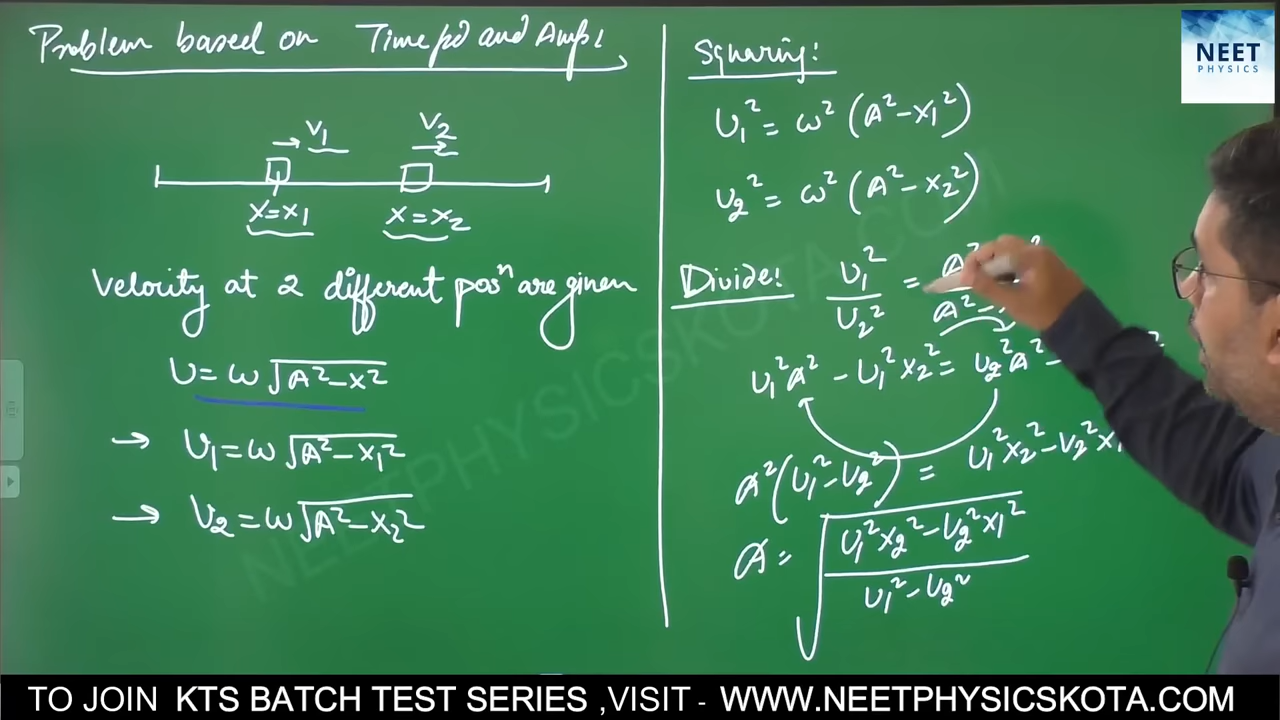 Problem based on Time pd and Ampl
V₁
V₂
x=x₁
x=x₂
Velocity at 2 different posⁿ are given
v=ω√(A²-x²)
→ v₁=ω√(A²-x₁²)
→ v₂=ω√(A²-x₂²)
Squaring:
v₁² = ω² (A²-x₁²)
v₂² = ω² (A²-x₂²)
Divide: v₁²/v₂² =
v₁²A² - v₁²x₂² = v₂²A²
A²(v₁²-v₂²) = v₁²x₂²-v₂²x₁
A = √((v₁²x₂²-v₂²x₁²)/(v₁²-v₂²))
NEET
PHYSICS
NEETPHYSICSKOTA.COM
TO JOIN KTS BATCH TEST SERIES ,VISIT - WWW.NEETPHYSICSKOTA.COM